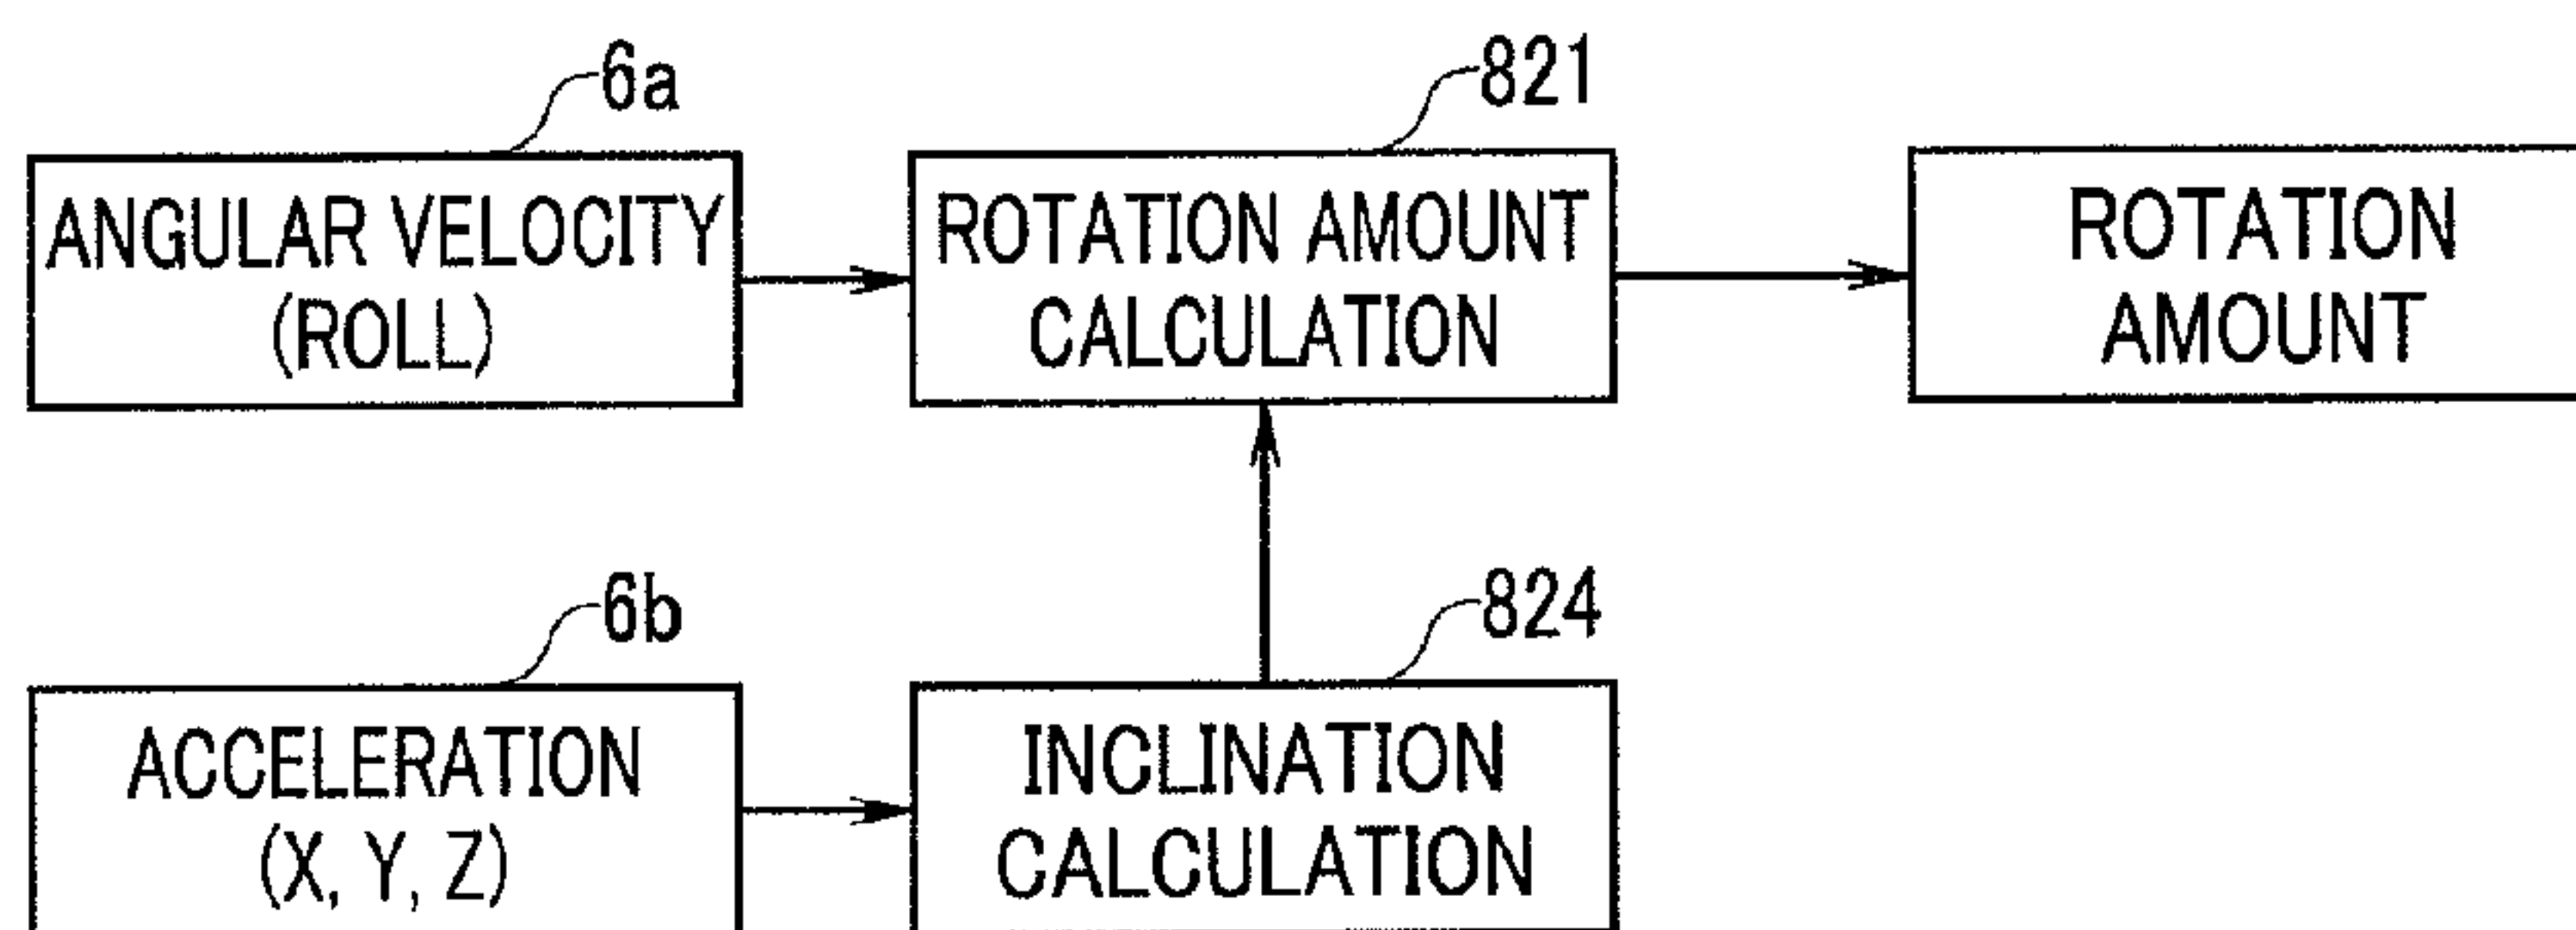 6a
821
ANGULAR VELOCITY
(ROLL)
ROTATION AMOUNT
CALCULATION
ROTATION
AMOUNT
6b
824
ACCELERATION
(X, Y, Z)
INCLINATION
CALCULATION